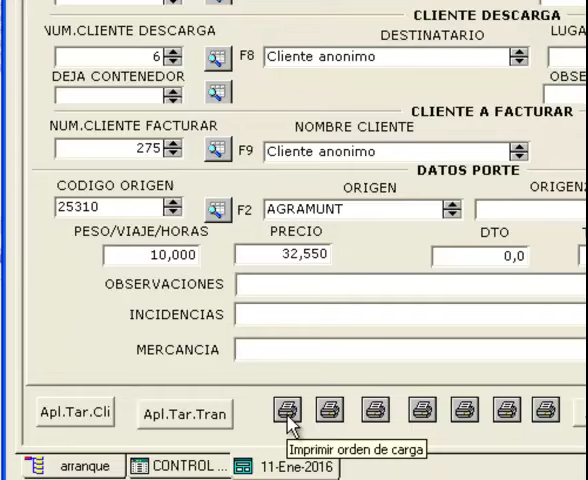 CLIENTE DESCARGA
NUM.CLIENTE DESCARGA
DESTINATARIO
6
F8
Cliente anonimo
DEJA CONTENEDOR
CLIENTE A FACTURAR
NUM.CLIENTE FACTURAR
NOMBRE CLIENTE
275
F9
Cliente anonimo
DATOS PORTE
CODIGO ORIGEN
ORIGEN
25310
F2
AGRAMUNT
PESO/VIAJE/HORAS
PRECIO
DTO
10,000
32,550
0,0
OBSERVACIONES
INCIDENCIAS
MERCANCIA
Apl.Tar.Cli
Apl.Tar.Tran
Imprimir orden de carga
arranque
CONTROL ...
11-Ene-2016